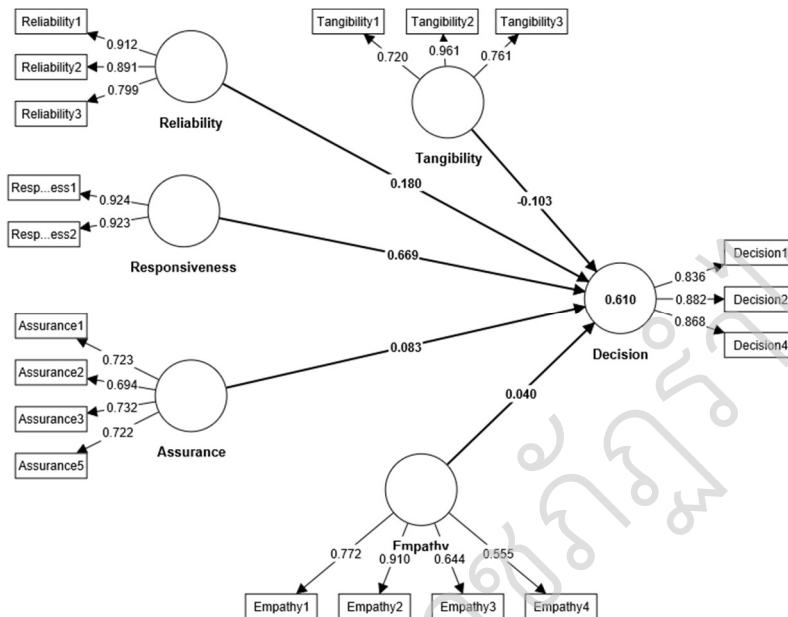 Reliability1
0.912
Reliability2
0.891
0.799
Reliability3
Reliability
Tangibility1
Tangibility2
Tangibility3
0.720
0.961
0.761
Tangibility
0.180
-0.103
Resp...ess1
0.924
Resp...ess2
0.923
Responsiveness
0.669
Assurance1
0.723
Assurance2
0.694
Assurance3
0.732
0.722
Assurance5
Assurance
0.083
0.610
Decision
0.836
Decision1
0.882
Decision2
0.868
Decision4
0.040
Empathy
0.772
0.910
0.644
0.555
Empathy1
Empathy2
Empathy3
Empathy4